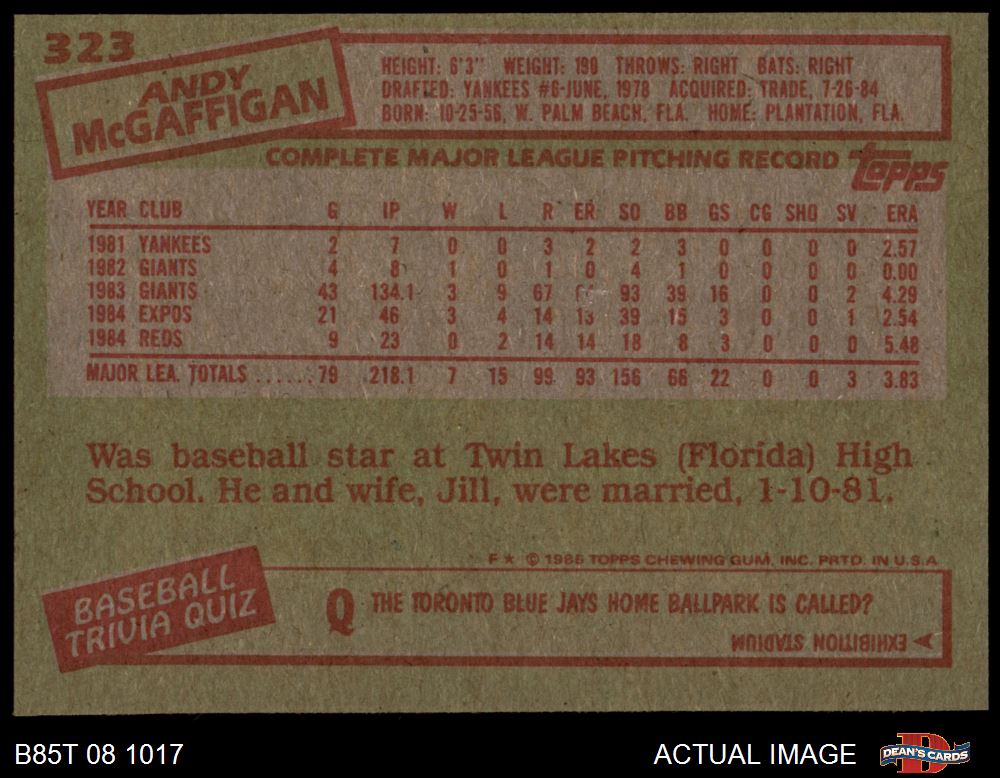 323
ANDY
McGAFFIGAN
HEIGHT: 6'3" WEIGHT: 190 THROWS: RIGHT BATS: RIGHT
DRAFTED: YANKEES #6-JUNE, 1978 ACQUIRED: TRADE, 7-26-84
BORN: 10-25-56, W. PALM BEACH, FLA. HOME: PLANTATION, FLA.
COMPLETE MAJOR LEAGUE PITCHING RECORD
topps
YEAR CLUB G IP W L R ER SO BB GS CG SHO SV ERA
1981 YANKEES 2 7 0 0 3 2 2 3 0 0 0 0 2.57
1982 GIANTS 4 8 1 0 1 0 4 1 0 0 0 0 0.00
1983 GIANTS 43 134.1 3 9 67 93 39 16 0 0 2 4.29
1984 EXPOS 21 46 3 4 14 13 39 15 3 0 0 1 2.54
1984 REDS 9 23 0 2 14 14 18 8 3 0 0 0 5.48
MAJOR LEA. TOTALS ......79 218.1 7 15 99 93 156 66 22 0 0 3 3.83
Was baseball star at Twin Lakes (Florida) High
School. He and wife, Jill, were married, 1-10-81.
F★ © 1985 TOPPS CHEWING GUM, INC. PRTD. IN U.S.A.
BASEBALL
TRIVIA QUIZ
Q THE TORONTO BLUE JAYS HOME BALLPARK IS CALLED?
EXHIBITION STADIUM
B85T 08 1017
ACTUAL IMAGE
DEAN'S CARDS